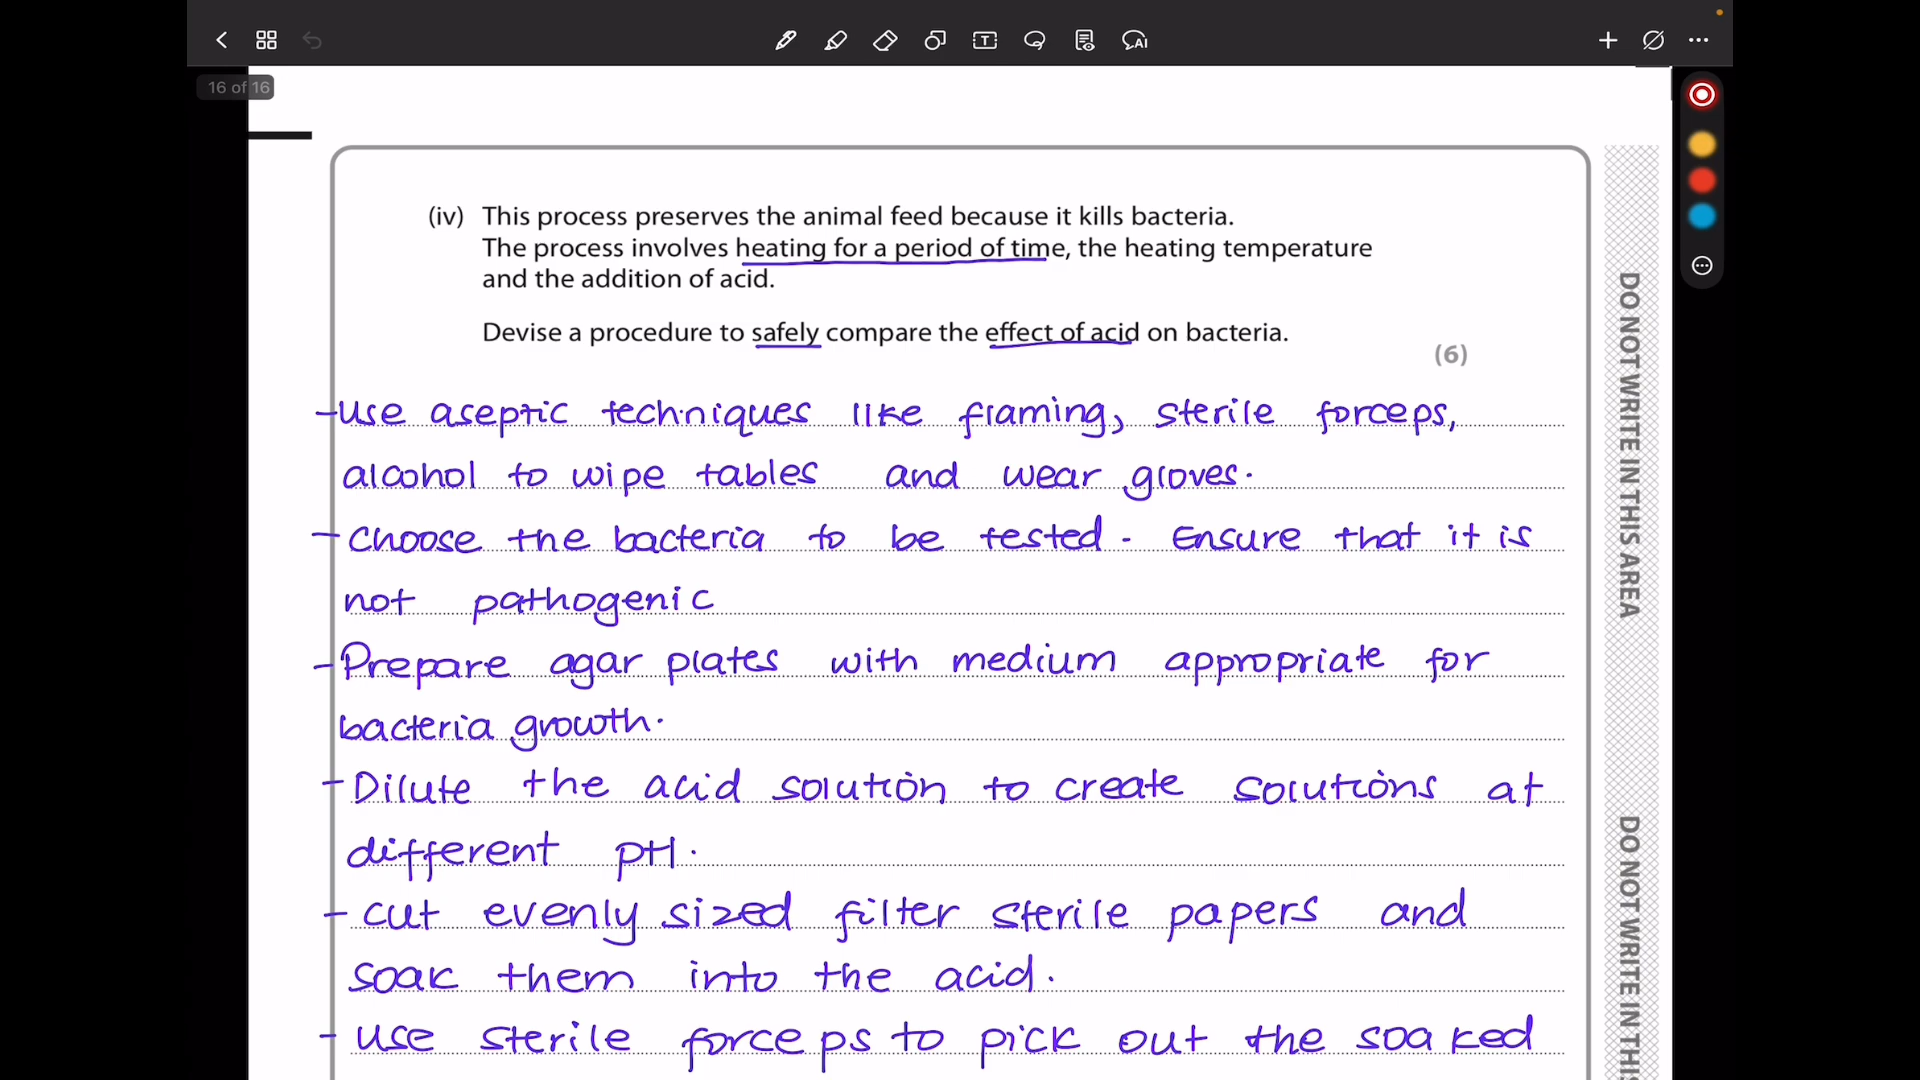 16 of 16
(iv) This process preserves the animal feed because it kills bacteria.
The process involves heating for a period of time, the heating temperature
and the addition of acid.
Devise a procedure to safely compare the effect of acid on bacteria.
(6)
-use aseptic techniques like flaming, sterile forceps,
alcohol to wipe tables and wear gloves.
- Choose the bacteria to be tested. Ensure that it is
not pathogenic
- Prepare agar plates with medium appropriate for
bacteria growth.
- Dilute the acid solution to create solutions at
different pH.
- cut evenly sized filter sterile papers and
soak them into the acid.
- use sterile forceps to pick out the soaked
DO NOT WRITE IN THIS AREA
DO NOT WRITE IN THIS
T
AI